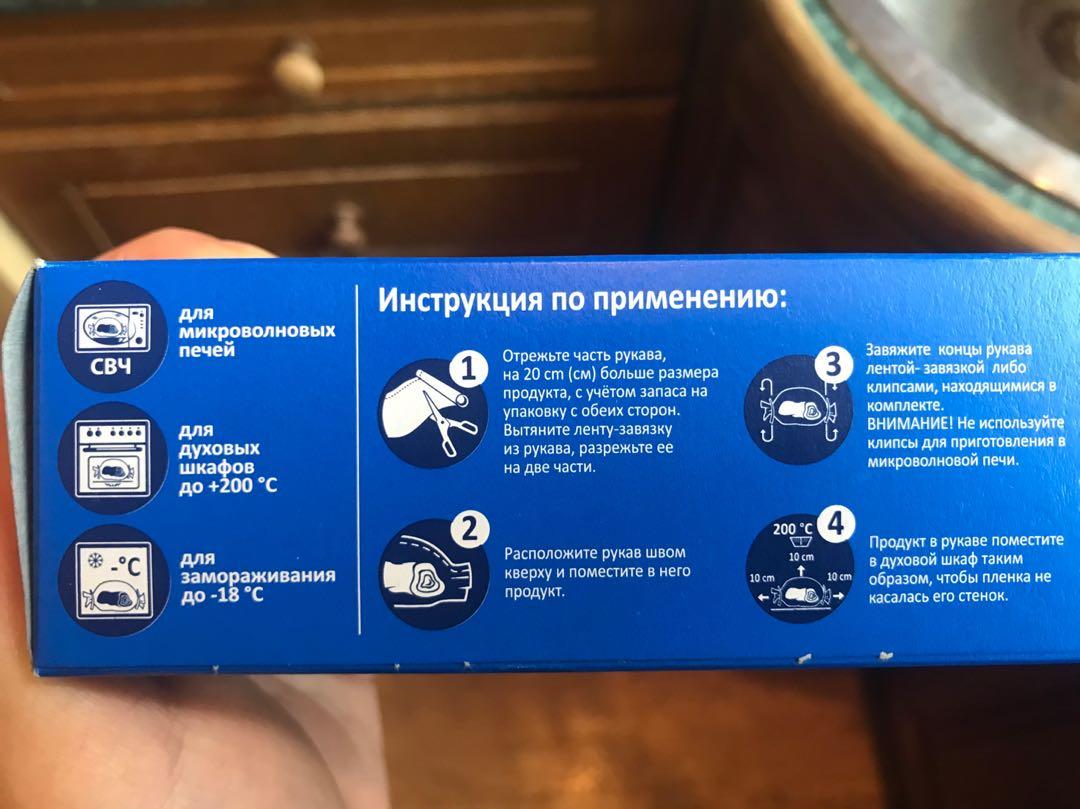 СВЧ
для
микроволновых
печей
для
духовых
шкафов
до +200 °С
-°С
для
замораживания
до -18 °С
Инструкция по применению:
1
Отрежьте часть рукава,
на 20 cm (см) больше размера
продукта, с учётом запаса на
упаковку с обеих сторон.
Вытяните ленту-завязку
из рукава, разрежьте ее
на две части.
2
Расположите рукав швом
кверху и поместите в него
продукт.
3
Завяжите концы рукава
лентой- завязкой либо
клипсами, находящимися в
комплекте.
ВНИМАНИЕ! Не используйте
клипсы для приготовления в
микроволновой печи.
4
200 °С
10 cm
10 cm
10 cm
Продукт в рукаве поместите
в духовой шкаф таким
образом, чтобы пленка не
касалась его стенок.